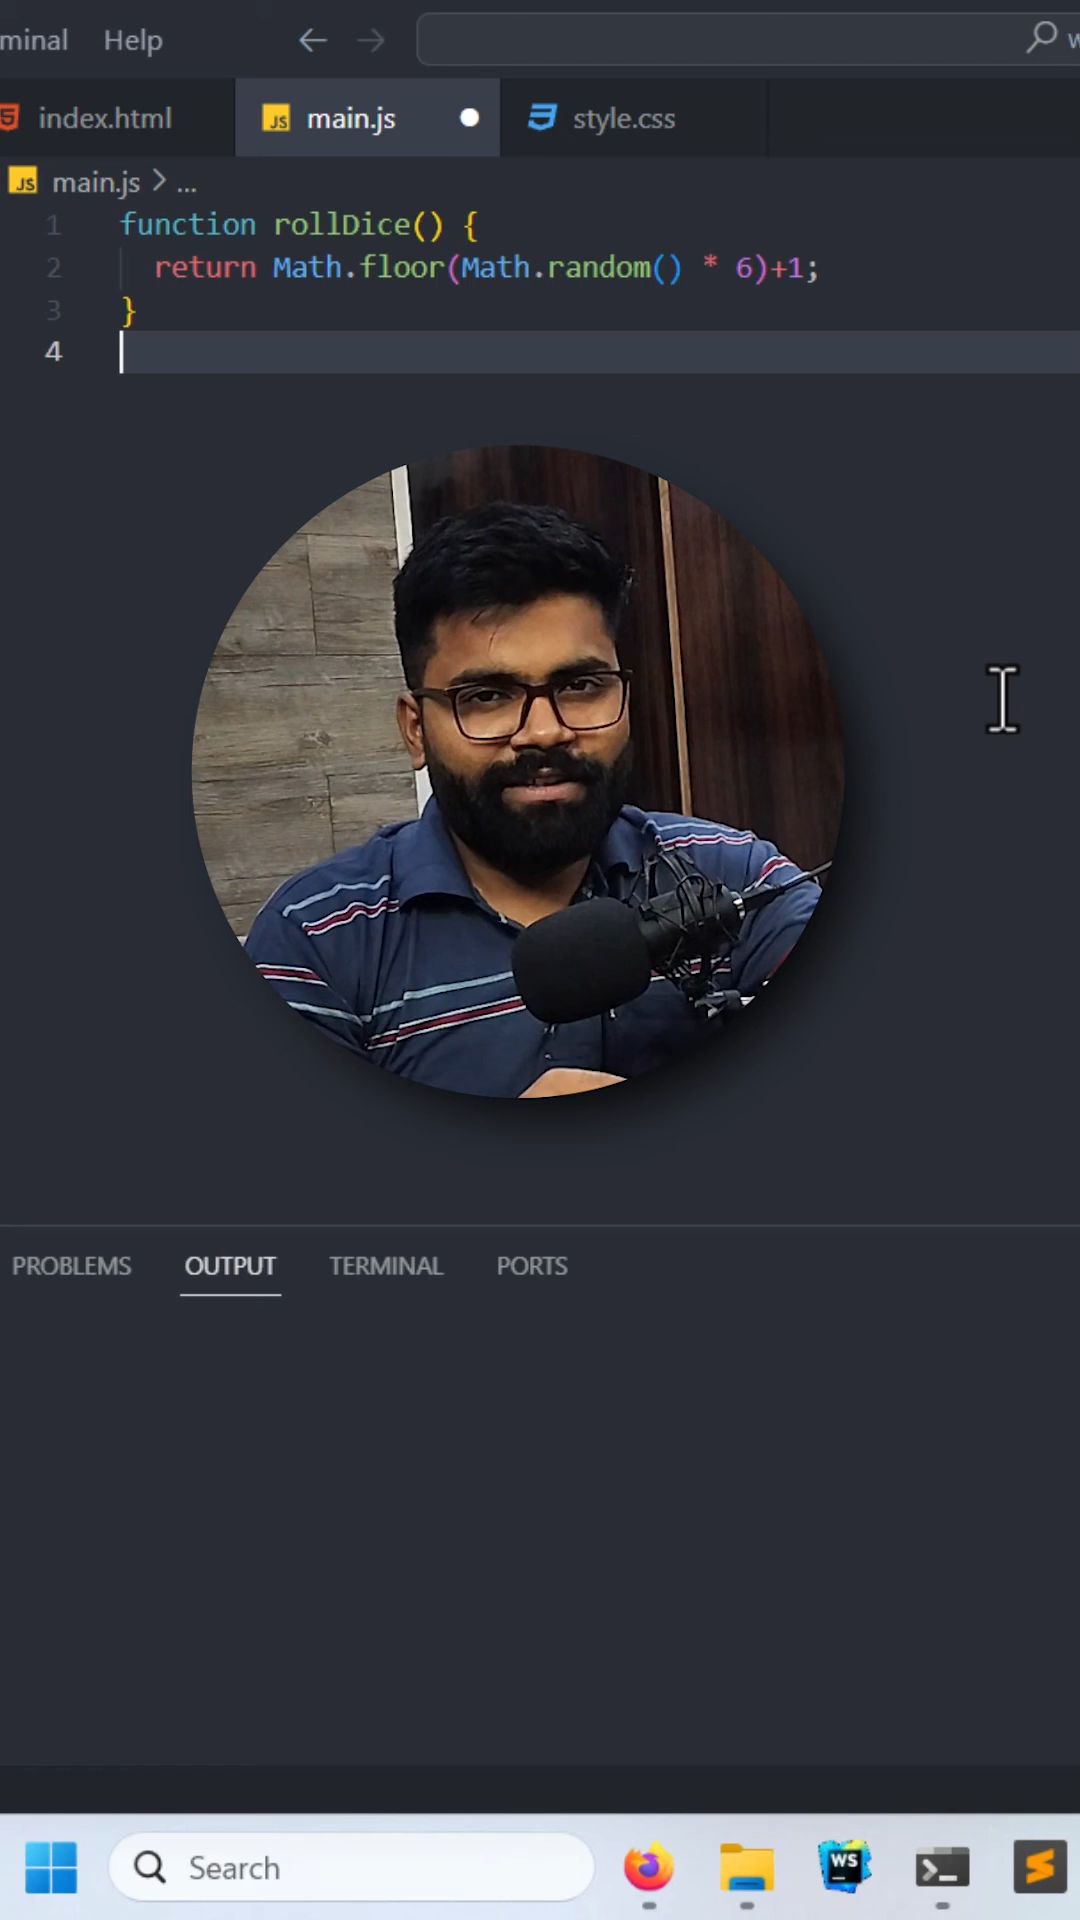 minal Help
index.html main.js style.css
JS main.js > ...
1 function rollDice() {
2 return Math.floor(Math.random() * 6)+1;
3 }
4
PROBLEMS OUTPUT TERMINAL PORTS
Search WS